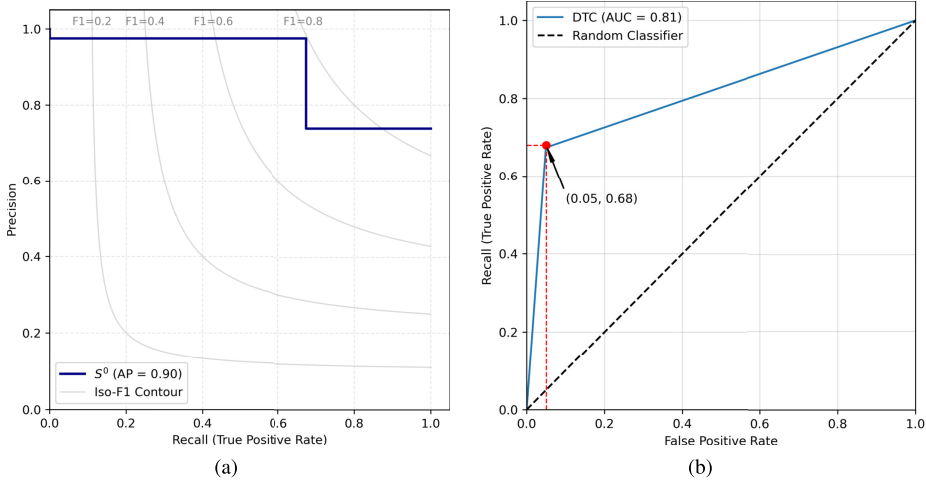 F1=0.2 F1=0.4 F1=0.6 F1=0.8
1.0
0.8
0.6
0.4
0.2
0.0
Precision
S⁰ (AP = 0.90)
Iso-F1 Contour
0.0 0.2 0.4 0.6 0.8 1.0
Recall (True Positive Rate)
(a)
DTC (AUC = 0.81)
Random Classifier
1.0
0.8
0.6
0.4
0.2
0.0
Recall (True Positive Rate)
(0.05, 0.68)
0.0 0.2 0.4 0.6 0.8 1.0
False Positive Rate
(b)